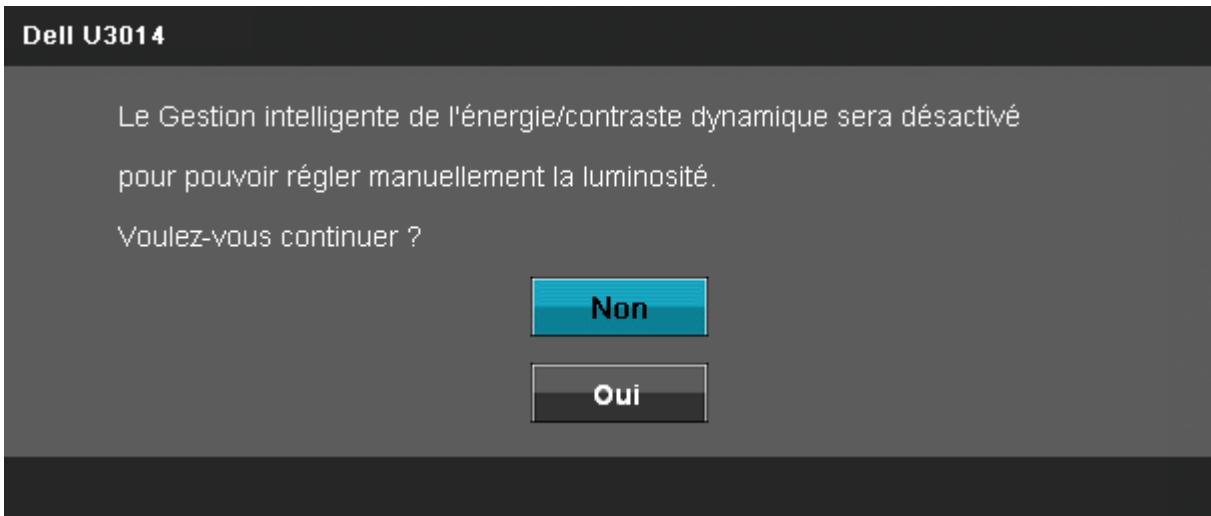 Dell U3014
Le Gestion intelligente de l'énergie/contraste dynamique sera désactivé
pour pouvoir régler manuellement la luminosité.
Voulez-vous continuer ?
Non
Oui